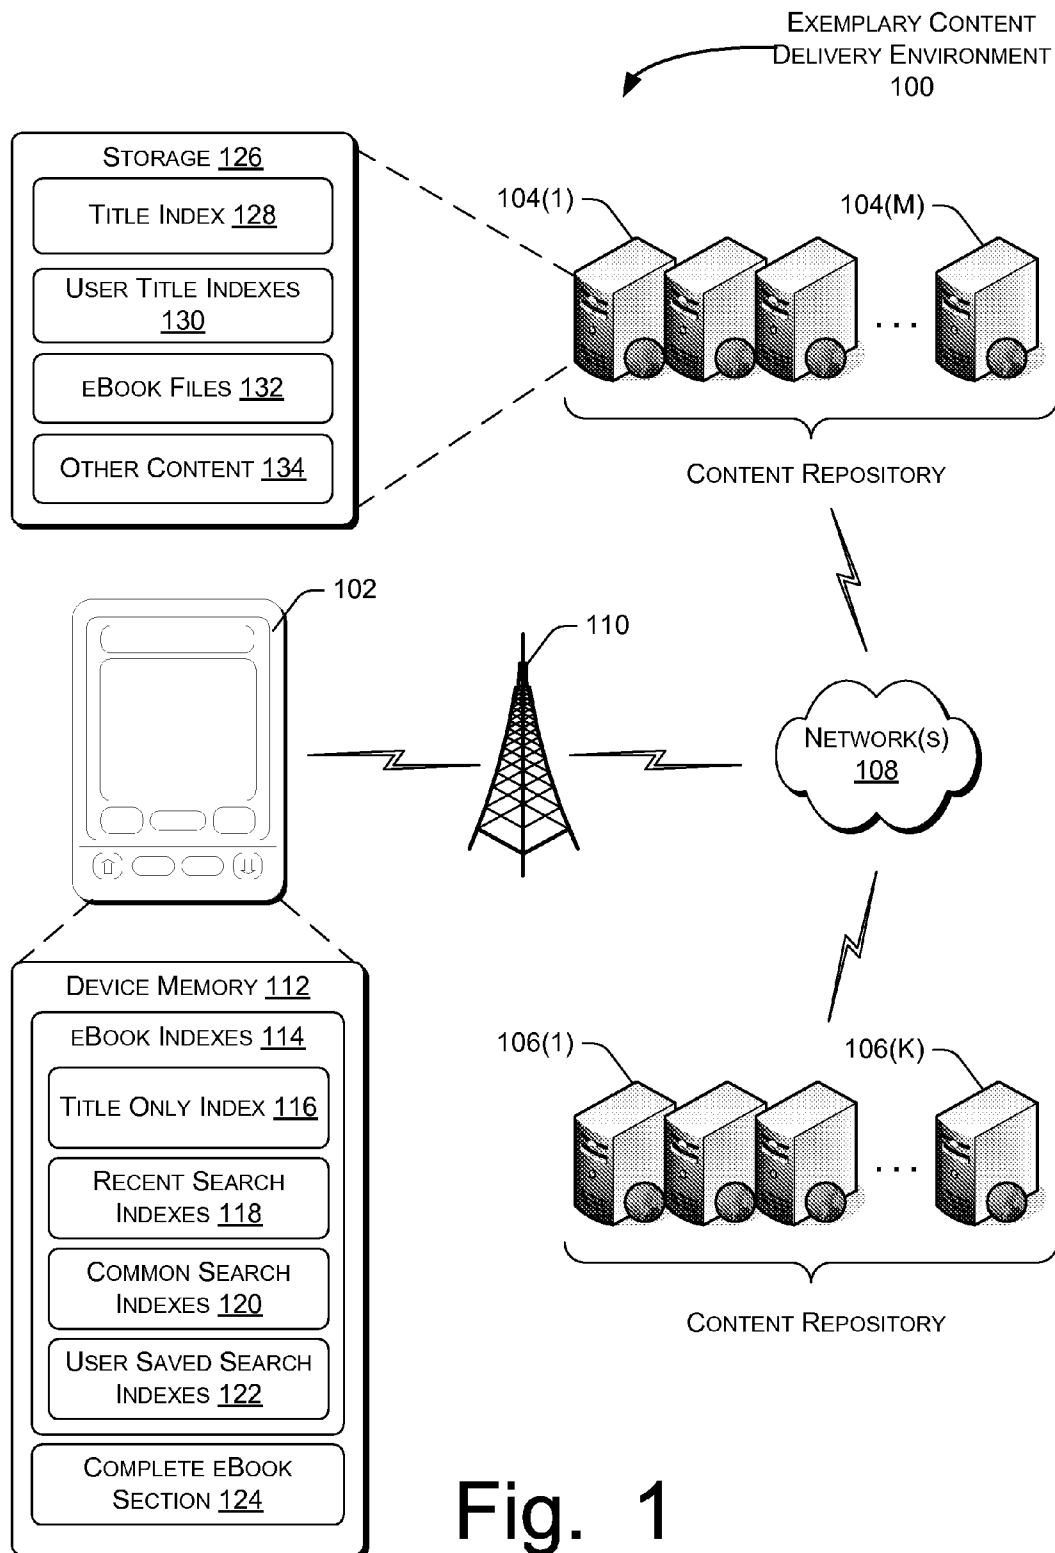 EXEMPLARY CONTENT
DELIVERY ENVIRONMENT
100
STORAGE 126
TITLE INDEX 128
USER TITLE INDEXES
130
EBOOK FILES 132
OTHER CONTENT 134
104(1)
104(M)
...
CONTENT REPOSITORY
102
110
NETWORK(S)
108
DEVICE MEMORY 112
EBOOK INDEXES 114
TITLE ONLY INDEX 116
RECENT SEARCH
INDEXES 118
COMMON SEARCH
INDEXES 120
USER SAVED SEARCH
INDEXES 122
COMPLETE EBOOK
SECTION 124
106(1)
106(K)
...
CONTENT REPOSITORY
Fig. 1